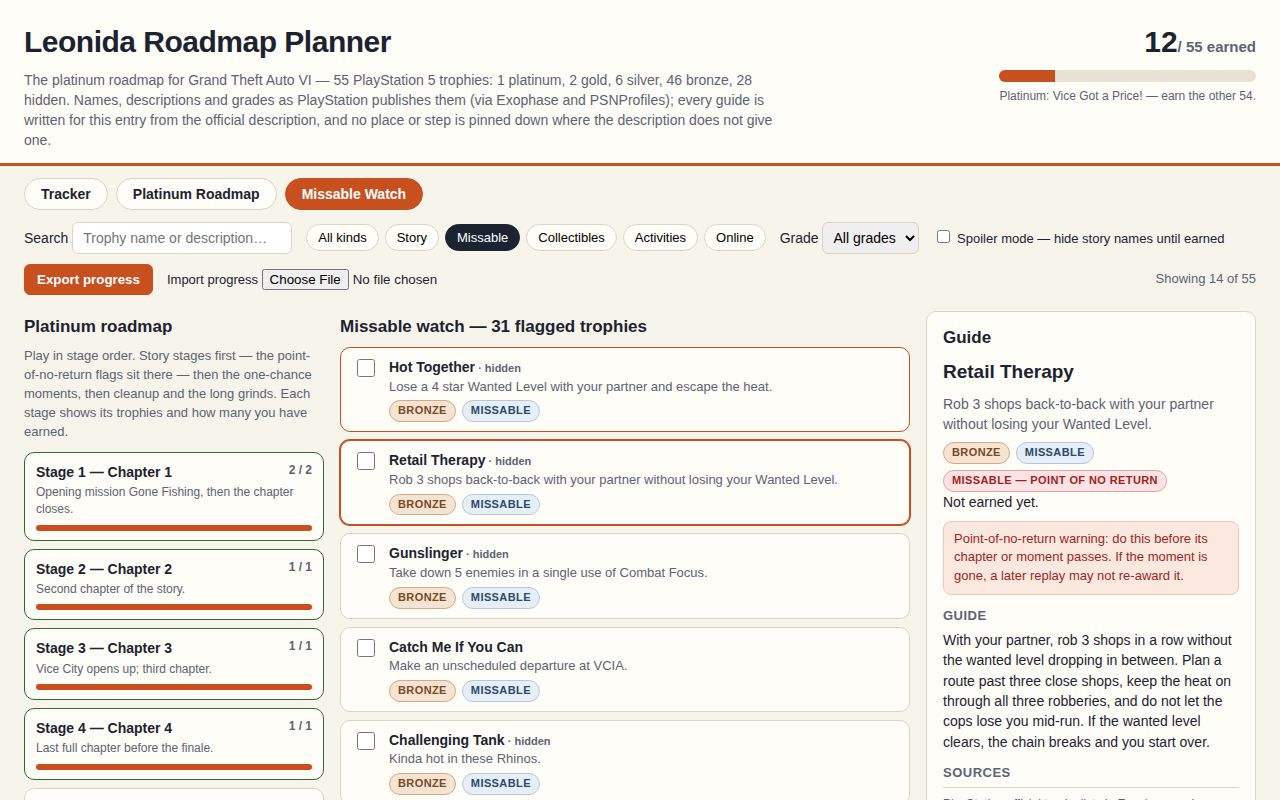 Leonida Roadmap Planner
12 / 55 earned
The platinum roadmap for Grand Theft Auto VI — 55 PlayStation 5 trophies: 1 platinum, 2 gold, 6 silver, 46 bronze, 28
hidden. Names, descriptions and grades as PlayStation publishes them (via Exophase and PSNProfiles); every guide is
written for this entry from the official description, and no place or step is pinned down where the description does not give
one.
Platinum: Vice Got a Price! — earn the other 54.
Tracker
Platinum Roadmap
Missable Watch
Search Trophy name or description…
All kinds
Story
Missable
Collectibles
Activities
Online
Grade All grades
Spoiler mode — hide story names until earned
Export progress
Import progress Choose File No file chosen
Showing 14 of 55
Platinum roadmap
Play in stage order. Story stages first — the point-
of-no-return flags sit there — then the one-chance
moments, then cleanup and the long grinds. Each
stage shows its trophies and how many you have
earned.
Stage 1 — Chapter 1
2 / 2
Opening mission Gone Fishing, then the chapter
closes.
Stage 2 — Chapter 2
1 / 1
Second chapter of the story.
Stage 3 — Chapter 3
1 / 1
Vice City opens up; third chapter.
Stage 4 — Chapter 4
1 / 1
Last full chapter before the finale.
Missable watch — 31 flagged trophies
Hot Together · hidden
Lose a 4 star Wanted Level with your partner and escape the heat.
BRONZE
MISSABLE
Retail Therapy · hidden
Rob 3 shops back-to-back with your partner without losing your Wanted Level.
BRONZE
MISSABLE
Gunslinger · hidden
Take down 5 enemies in a single use of Combat Focus.
BRONZE
MISSABLE
Catch Me If You Can
Make an unscheduled departure at VCIA.
BRONZE
MISSABLE
Challenging Tank · hidden
Kinda hot in these Rhinos.
BRONZE
MISSABLE
Guide
Retail Therapy
Rob 3 shops back-to-back with your partner
without losing your Wanted Level.
BRONZE
MISSABLE
MISSABLE — POINT OF NO RETURN
Not earned yet.
Point-of-no-return warning: do this before its
chapter or moment passes. If the moment is
gone, a later replay may not re-award it.
GUIDE
With your partner, rob 3 shops in a row without
the wanted level dropping in between. Plan a
route past three close shops, keep the heat on
through all three robberies, and do not let the
cops lose you mid-run. If the wanted level
clears, the chain breaks and you start over.
SOURCES